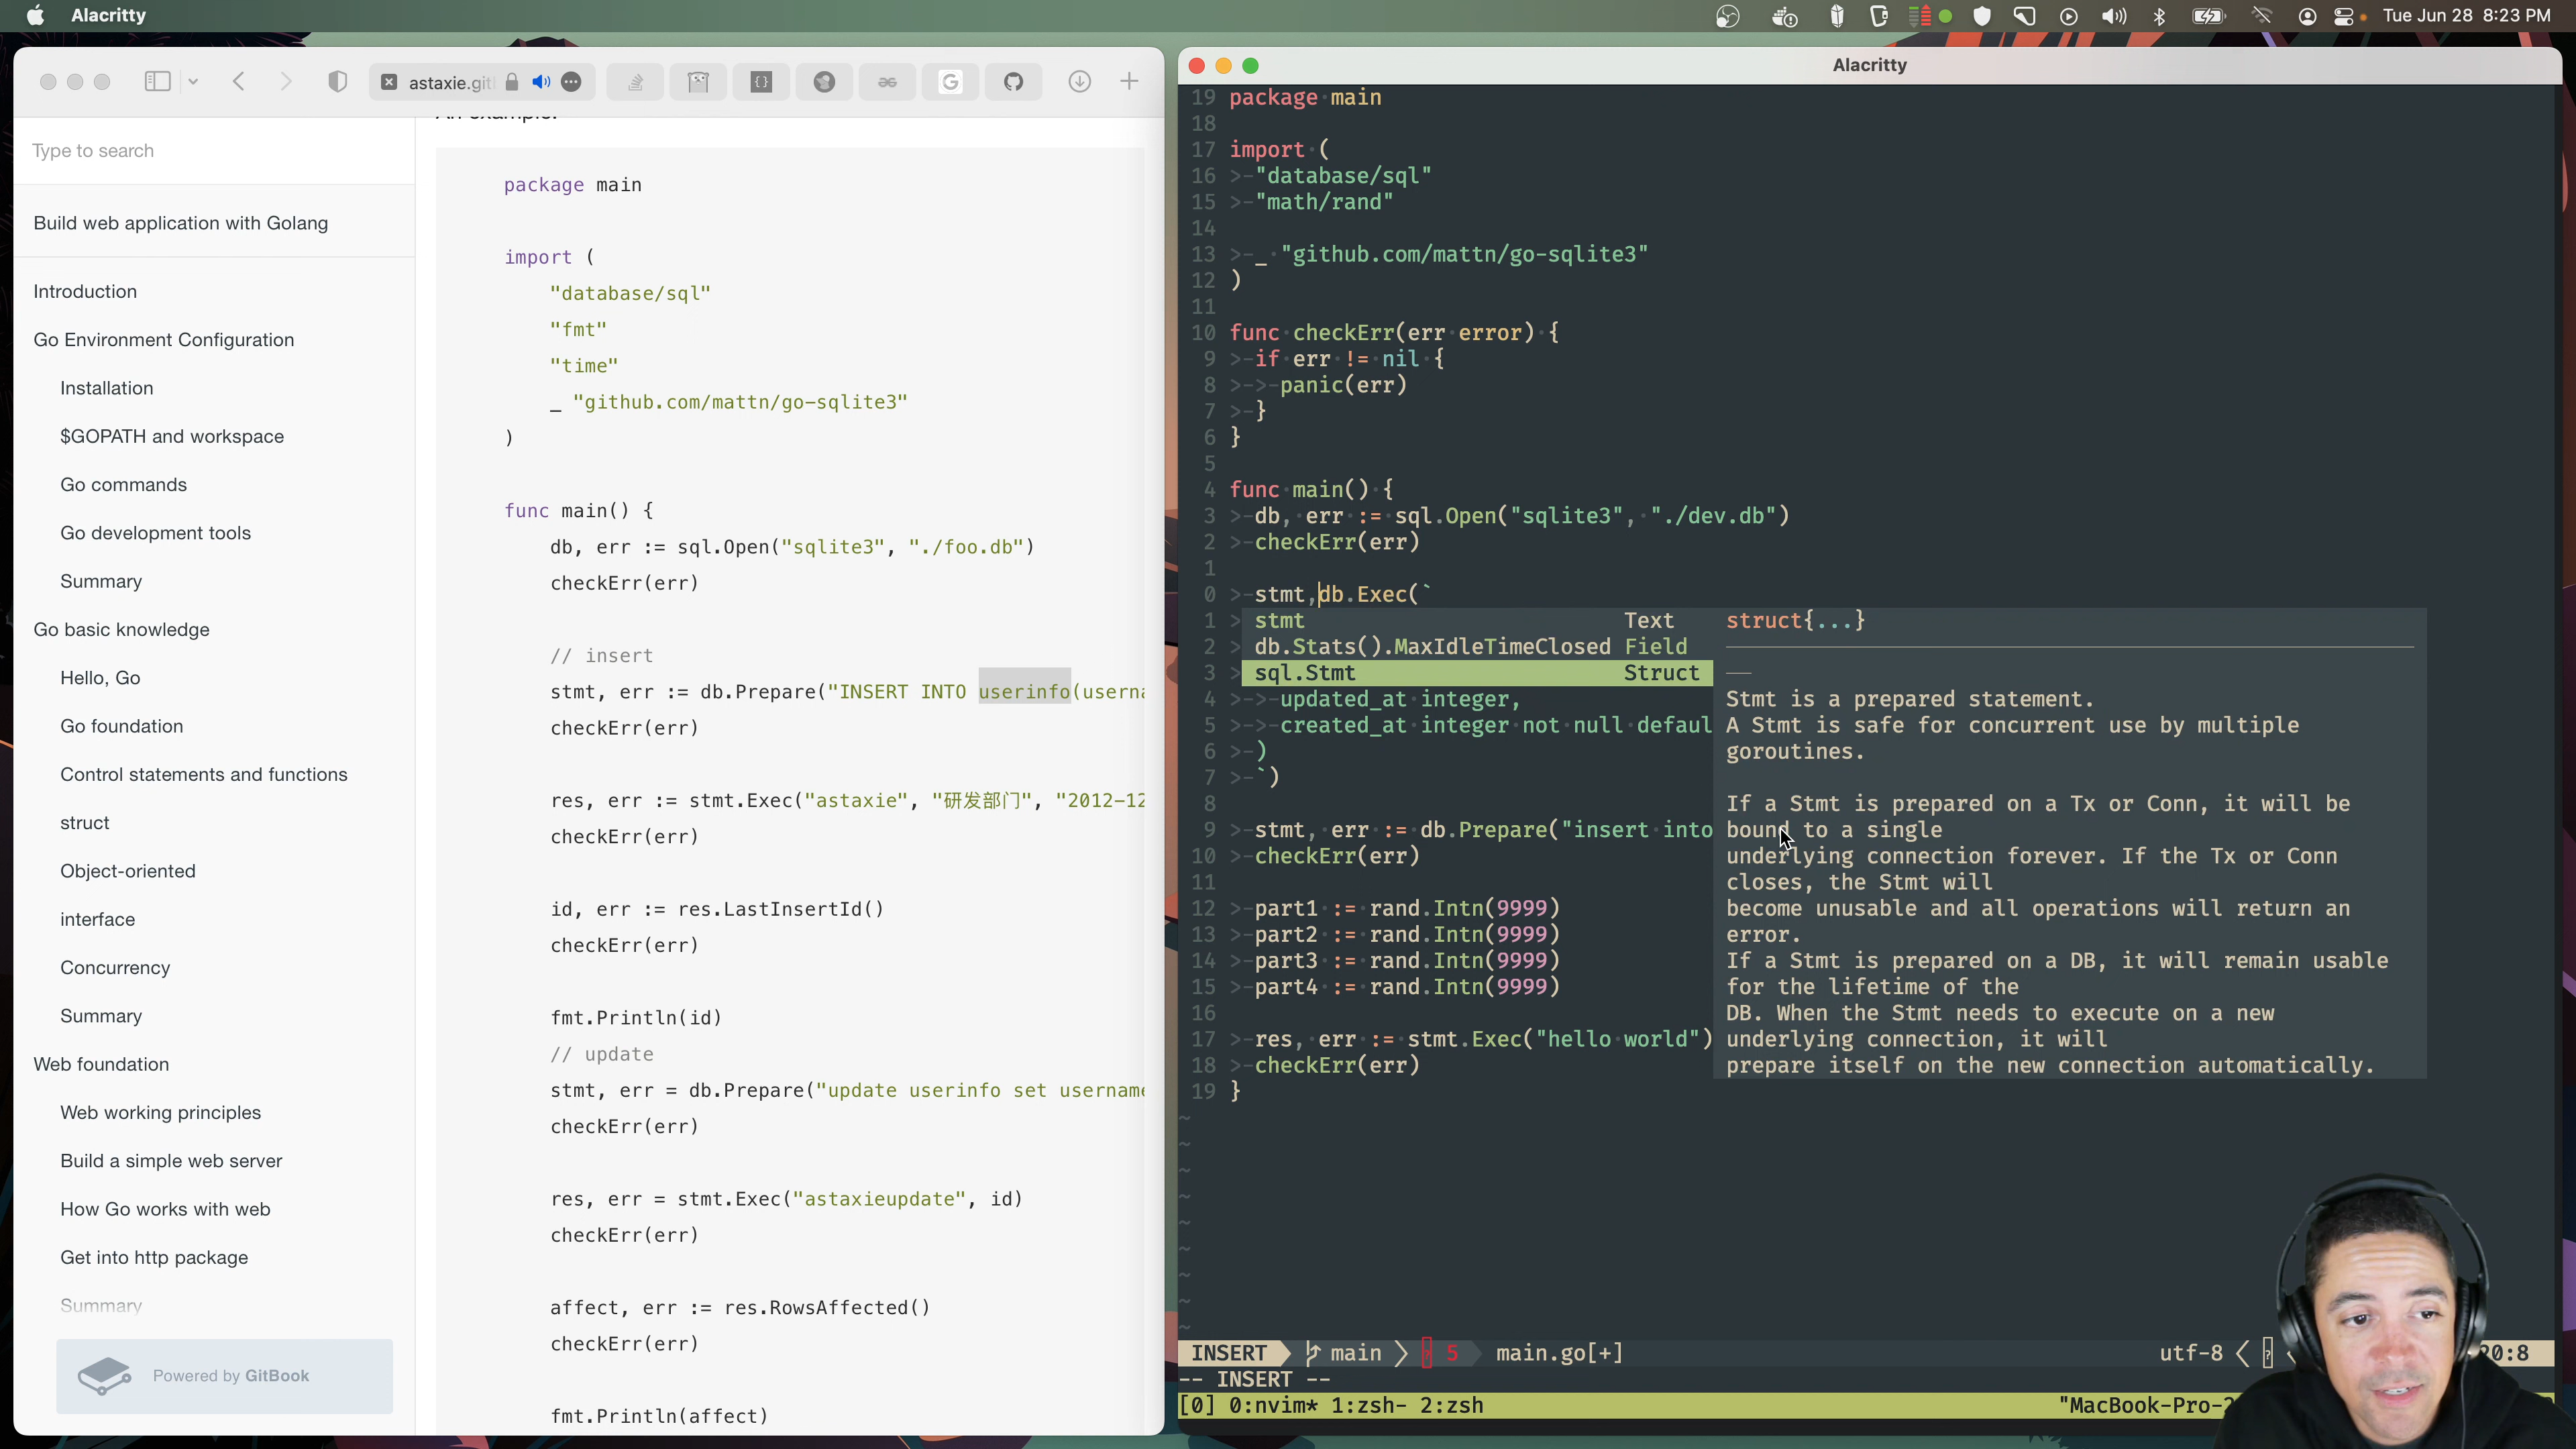 Alacritty
Tue Jun 28 8:23 PM
astaxie.git
Type to search
Build web application with Golang
Introduction
Go Environment Configuration
Installation
$GOPATH and workspace
Go commands
Go development tools
Summary
Go basic knowledge
Hello, Go
Go foundation
Control statements and functions
struct
Object-oriented
interface
Concurrency
Summary
Web foundation
Web working principles
Build a simple web server
How Go works with web
Get into http package
Summary
Powered by GitBook
An example:
package main
import (
"database/sql"
"fmt"
"time"
_ "github.com/mattn/go-sqlite3"
)
func main() {
db, err := sql.Open("sqlite3", "./foo.db")
checkErr(err)
// insert
stmt, err := db.Prepare("INSERT INTO userinfo(userna
checkErr(err)
res, err := stmt.Exec("astaxie", "研发部门", "2012-12
checkErr(err)
id, err := res.LastInsertId()
checkErr(err)
fmt.Println(id)
// update
stmt, err = db.Prepare("update userinfo set username
checkErr(err)
res, err = stmt.Exec("astaxieupdate", id)
checkErr(err)
affect, err := res.RowsAffected()
checkErr(err)
fmt.Println(affect)
Alacritty
19 package main
18
17 import (
16 >-"database/sql"
15 >-"math/rand"
14
13 >-_ "github.com/mattn/go-sqlite3"
12 )
11
10 func checkErr(err error) {
9 >-if err != nil {
8 >->-panic(err)
7 >-}
6 }
5
4 func main() {
3 >-db, err := sql.Open("sqlite3", "./dev.db")
2 >-checkErr(err)
1
0 >-stmt,db.Exec(`
1 > stmt Text
2 > db.Stats().MaxIdleTimeClosed Field
3 > sql.Stmt Struct
4 >->-updated_at integer,
5 >->-created_at integer not null defaul
6 >-)
7 >-`)
8
9 >-stmt, err := db.Prepare("insert into
10 >-checkErr(err)
11
12 >-part1 := rand.Intn(9999)
13 >-part2 := rand.Intn(9999)
14 >-part3 := rand.Intn(9999)
15 >-part4 := rand.Intn(9999)
16
17 >-res, err := stmt.Exec("hello world")
18 >-checkErr(err)
19 }
struct{...}
Stmt is a prepared statement.
A Stmt is safe for concurrent use by multiple
goroutines.
If a Stmt is prepared on a Tx or Conn, it will be
bound to a single
underlying connection forever. If the Tx or Conn
closes, the Stmt will
become unusable and all operations will return an
error.
If a Stmt is prepared on a DB, it will remain usable
for the lifetime of the
DB. When the Stmt needs to execute on a new
underlying connection, it will
prepare itself on the new connection automatically.
~
~
~
~
~
~
~
~
~
INSERT main 5 main.go[+] utf-8 20:8
-- INSERT --
[0] 0:nvim* 1:zsh- 2:zsh "MacBook-Pro-2